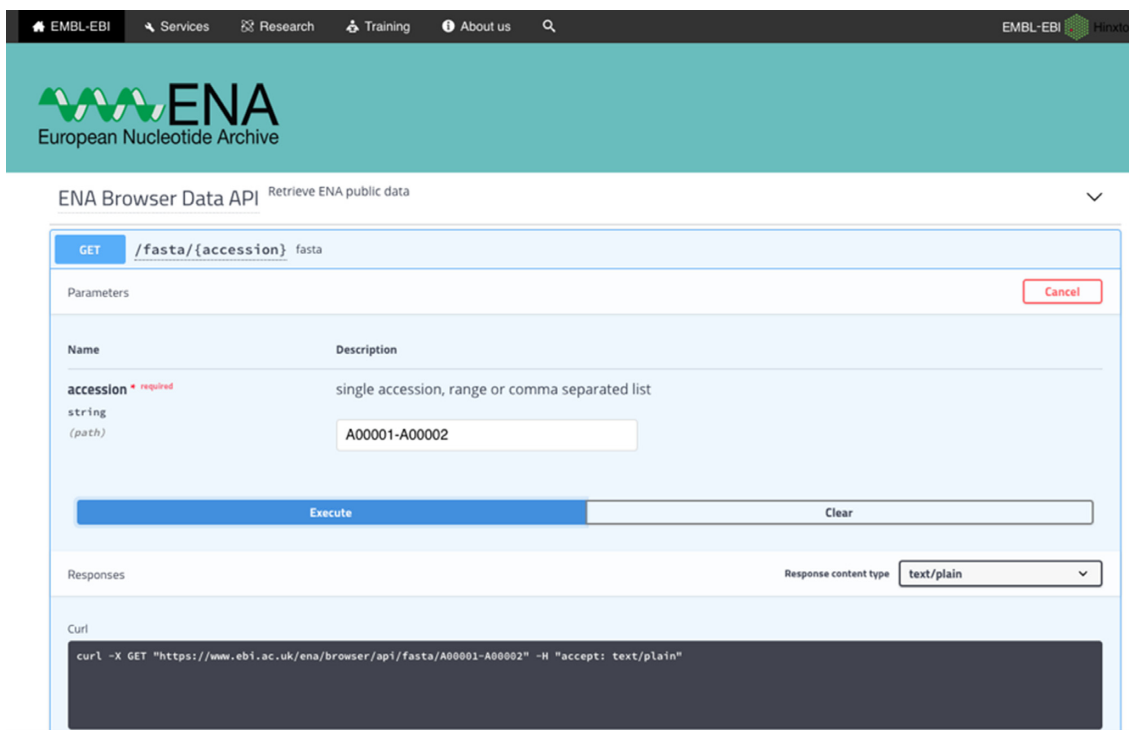 EMBL-EBI Services Research Training About us EMBL-EBI Hinxto
ENA
European Nucleotide Archive
ENA Browser Data API Retrieve ENA public data
GET /fasta/{accession} fasta
Parameters Cancel
Name Description
accession * required single accession, range or comma separated list
string
(path)
A00001-A00002
Execute Clear
Responses Response content type text/plain
Curl
curl -X GET "https://www.ebi.ac.uk/ena/browser/api/fasta/A00001-A00002" -H "accept: text/plain"